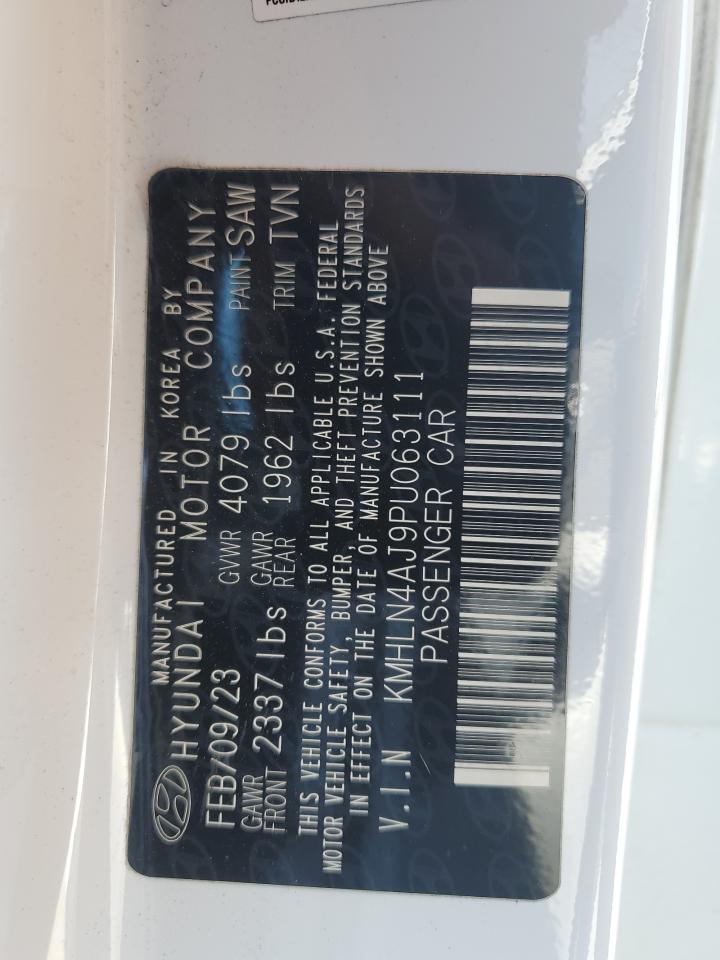 MANUFACTURED IN KOREA BY
HYUNDAI MOTOR COMPANY
FEB/09/23 GVWR 4079 lbs PAINT SAW
GAWR FRONT 2337 lbs GAWR REAR 1962 lbs TRIM TVN
THIS VEHICLE CONFORMS TO ALL APPLICABLE U.S.A. FEDERAL
MOTOR VEHICLE SAFETY, BUMPER, AND THEFT PREVENTION STANDARDS
IN EFFECT ON THE DATE OF MANUFACTURE SHOWN ABOVE
V.I.N KMHLN4AJ9PU063111
PASSENGER CAR